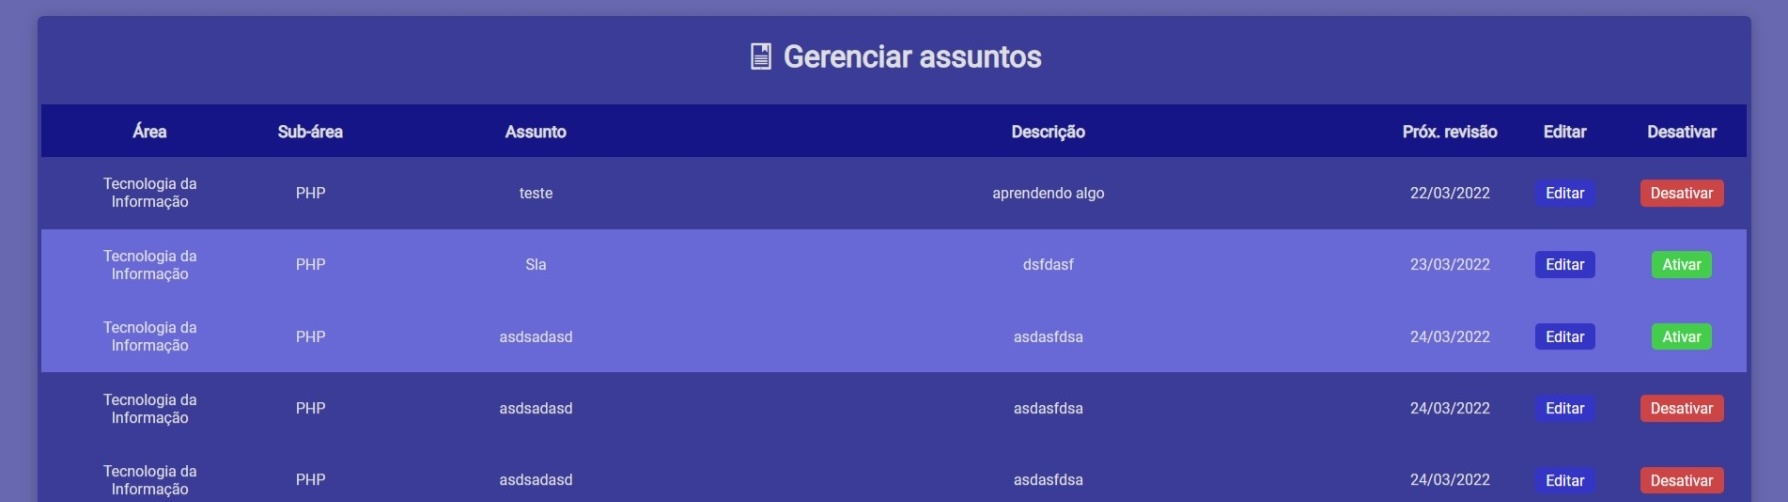 Gerenciar assuntos
Área Sub-área Assunto Descrição Próx. revisão Editar Desativar
Tecnologia da
Informação PHP teste aprendendo algo 22/03/2022 Editar Desativar
Tecnologia da
Informação PHP Sla dsfdasf 23/03/2022 Editar Ativar
Tecnologia da
Informação PHP asdsadasd asdasfdsa 24/03/2022 Editar Ativar
Tecnologia da
Informação PHP asdsadasd asdasfdsa 24/03/2022 Editar Desativar
Tecnologia da
Informação PHP asdsadasd asdasfdsa 24/03/2022 Editar Desativar